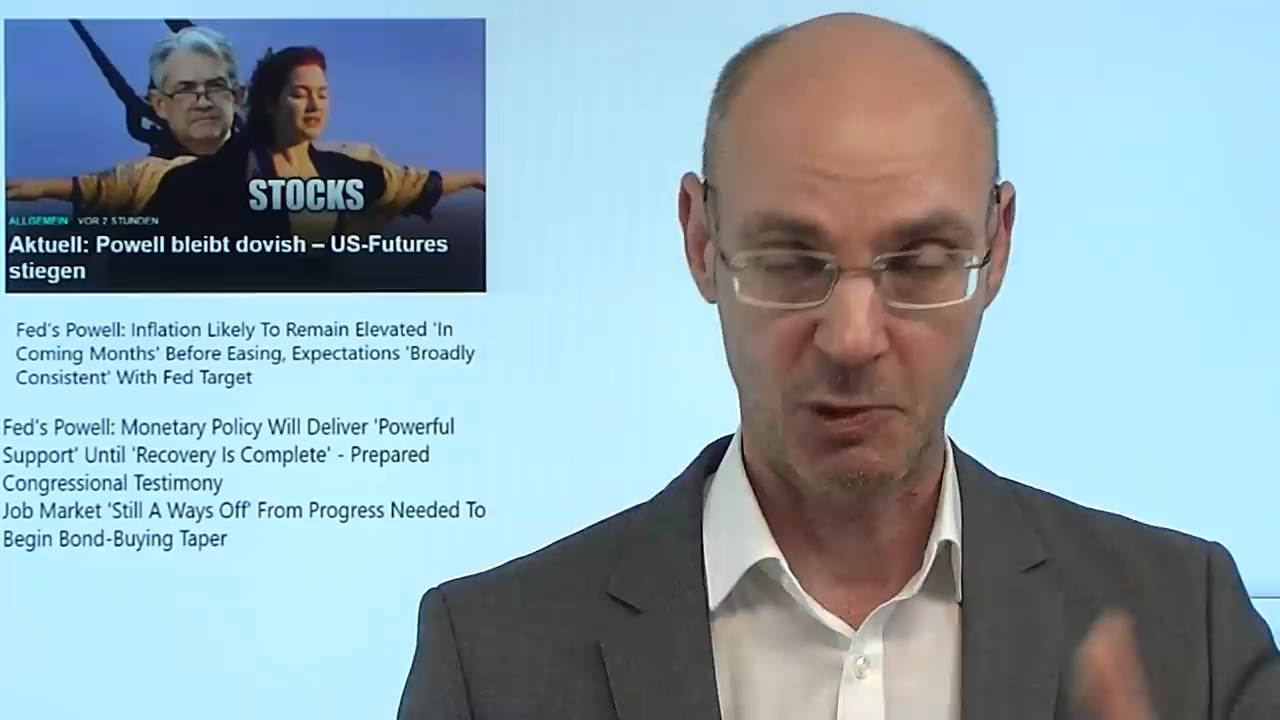 STOCKS
ALLGEMEIN VOR 2 STUNDEN
Aktuell: Powell bleibt dovish – US-Futures
stiegen
Fed's Powell: Inflation Likely To Remain Elevated 'In
Coming Months' Before Easing, Expectations 'Broadly
Consistent' With Fed Target
Fed's Powell: Monetary Policy Will Deliver 'Powerful
Support' Until 'Recovery Is Complete' - Prepared
Congressional Testimony
Job Market 'Still A Ways Off' From Progress Needed To
Begin Bond-Buying Taper